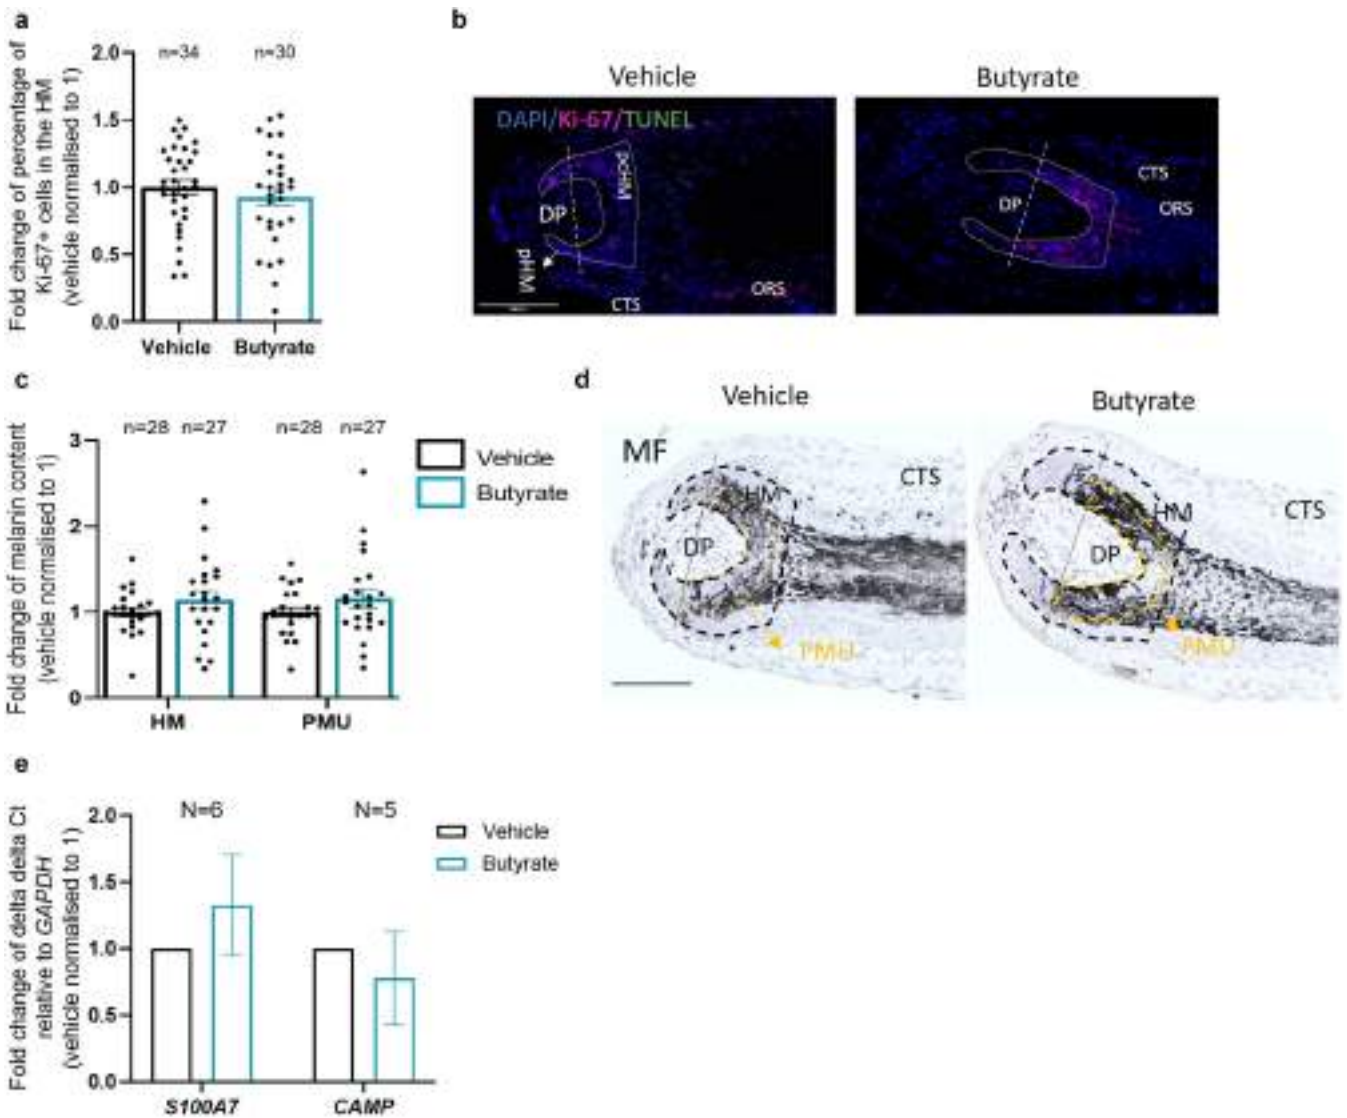 a
Fold change of percentage of
Ki-67+ cells in the HM
(vehicle normalised to 1)
2.0
1.5
1.0
0.5
0.0
n=34
n=30
Vehicle
Butyrate
b
Vehicle
Butyrate
DAPI/Ki-67/TUNEL
pcHM
DP
pHM
CTS
ORS
DP
CTS
ORS
c
Fold change of melanin content
(vehicle normalised to 1)
3
2
1
0
n=28
n=27
n=28
n=27
HM
PMU
Vehicle
Butyrate
d
Vehicle
Butyrate
MF
HM
CTS
DP
PMU
HM
CTS
DP
PMU
e
Fold change of delta delta Ct
relative to GAPDH
(vehicle normalised to 1)
2.0
1.5
1.0
0.5
0.0
N=6
N=5
S100A7
CAMP
Vehicle
Butyrate